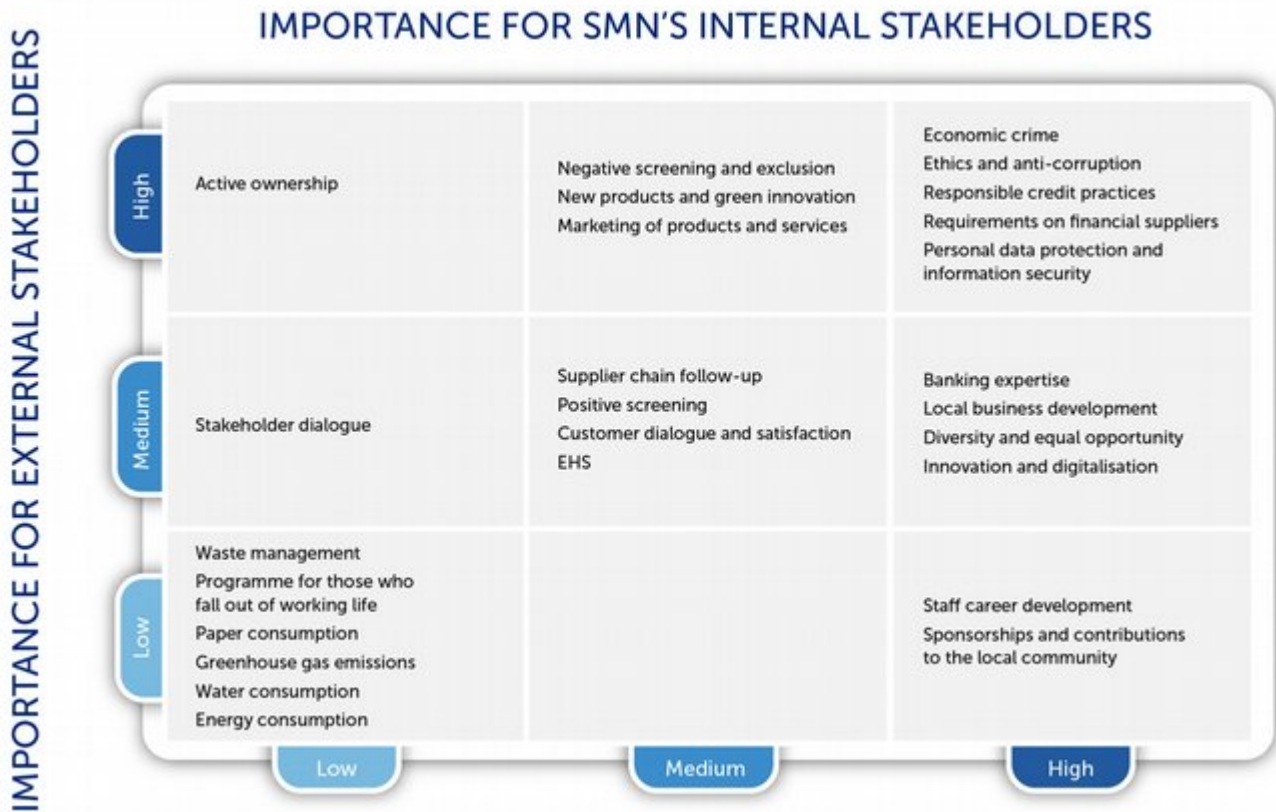 IMPORTANCE FOR SMN'S INTERNAL STAKEHOLDERS
IMPORTANCE FOR EXTERNAL STAKEHOLDERS
High
Active ownership
Negative screening and exclusion
New products and green innovation
Marketing of products and services
Economic crime
Ethics and anti-corruption
Responsible credit practices
Requirements on financial suppliers
Personal data protection and
information security
Medium
Stakeholder dialogue
Supplier chain follow-up
Positive screening
Customer dialogue and satisfaction
EHS
Banking expertise
Local business development
Diversity and equal opportunity
Innovation and digitalisation
Low
Waste management
Programme for those who
fall out of working life
Paper consumption
Greenhouse gas emissions
Water consumption
Energy consumption
Staff career development
Sponsorships and contributions
to the local community
Low
Medium
High